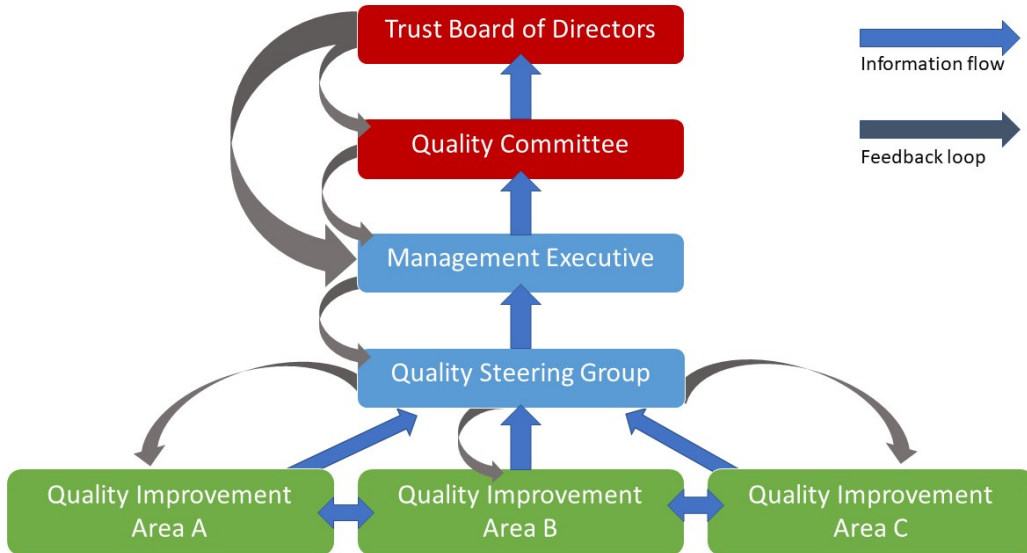 Trust Board of Directors
Information flow
Quality Committee
Feedback loop
Management Executive
Quality Steering Group
Quality Improvement
Area A
Quality Improvement
Area B
Quality Improvement
Area C